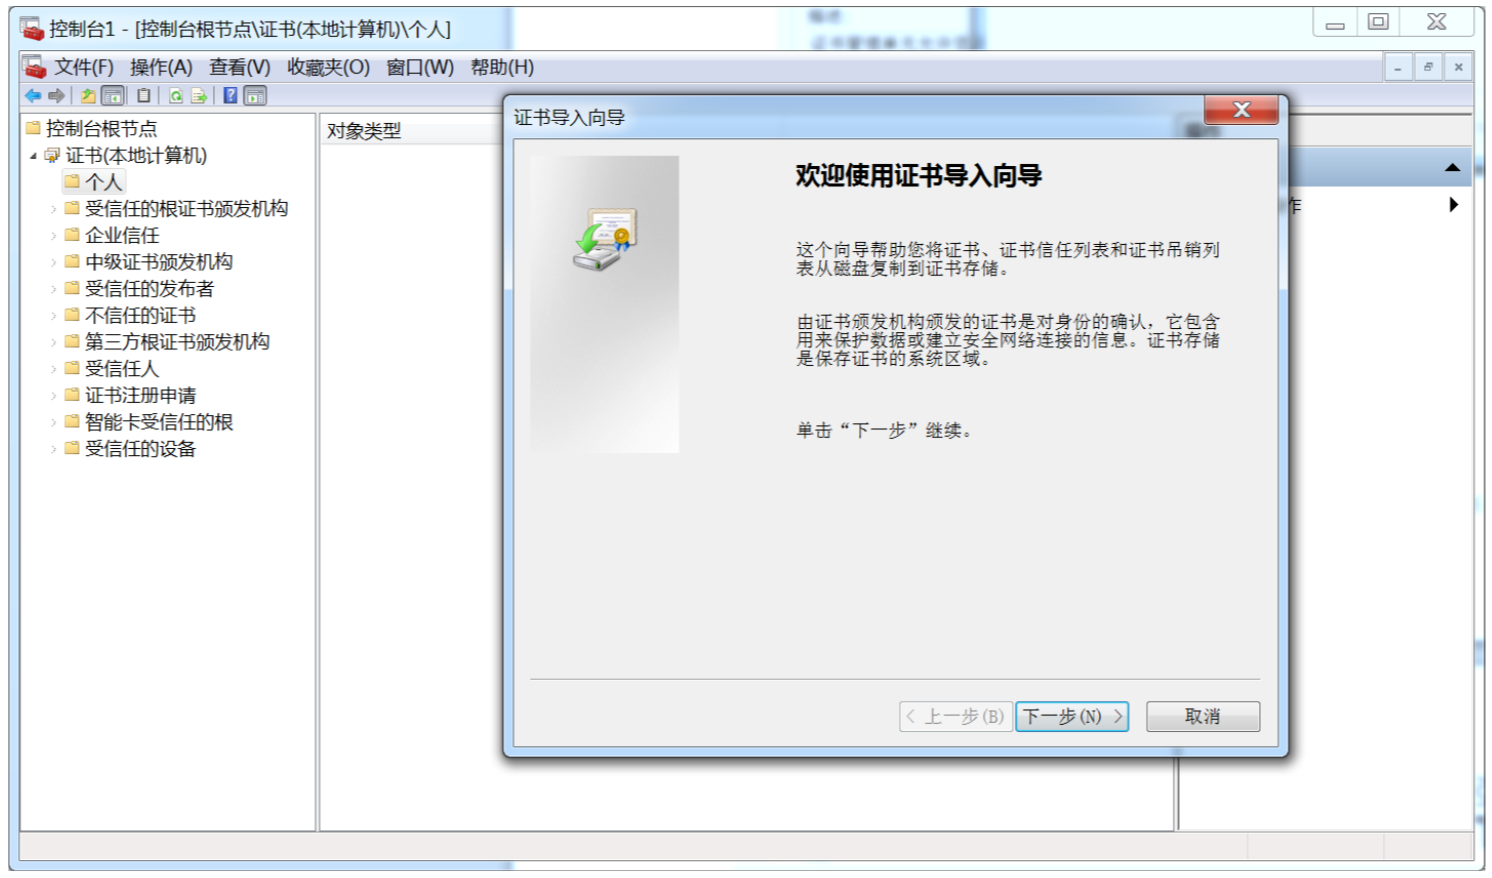 控制台1 - [控制台根节点\证书(本地计算机)\个人]
文件(F) 操作(A) 查看(V) 收藏夹(O) 窗口(W) 帮助(H)
控制台根节点
证书(本地计算机)
个人
受信任的根证书颁发机构
企业信任
中级证书颁发机构
受信任的发布者
不信任的证书
第三方根证书颁发机构
受信任人
证书注册申请
智能卡受信任的根
受信任的设备
对象类型
证书导入向导
欢迎使用证书导入向导
这个向导帮助您将证书、证书信任列表和证书吊销列
表从磁盘复制到证书存储。
由证书颁发机构颁发的证书是对身份的确认，它包含
用来保护数据或建立安全网络连接的信息。证书存储
是保存证书的系统区域。
单击“下一步”继续。
< 上一步(B)
下一步(N) >
取消
作